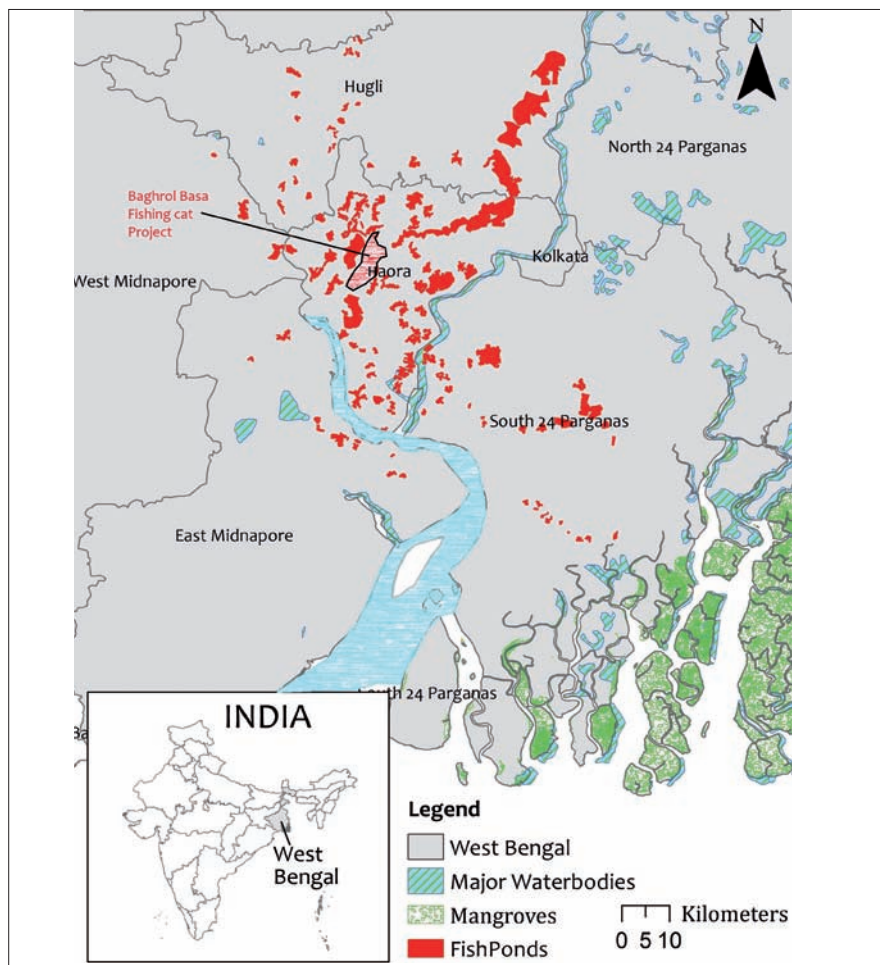 N
Hugli
North 24 Parganas
Baghrol Basa
Fishing cat
Project
Kolkata
Haora
West Midnapore
South 24 Parganas
East Midnapore
South 24 Parganas
INDIA
West
Bengal
Legend
West Bengal
Major Waterbodies
Mangroves
FishPonds
Kilometers
0 5 10